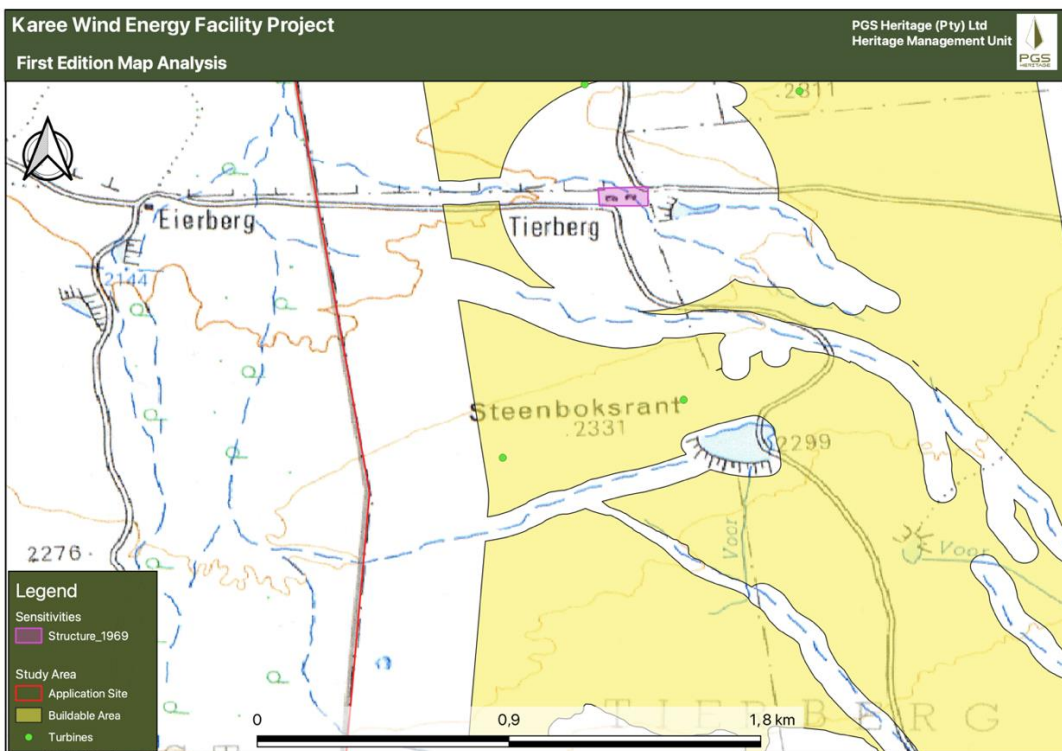 Karee Wind Energy Facility Project
First Edition Map Analysis
PGS Heritage (Pty) Ltd
Heritage Management Unit
PGS
HERITAGE
.2311
Eierberg
Tierberg
2144
Steenboksrant
.2331
2299
Voor
Voor
2276
TIERBERG
Legend
Sensitivities
Structure_1969
Study Area
Application Site
Buildable Area
Turbines
0
0,9
1,8 km